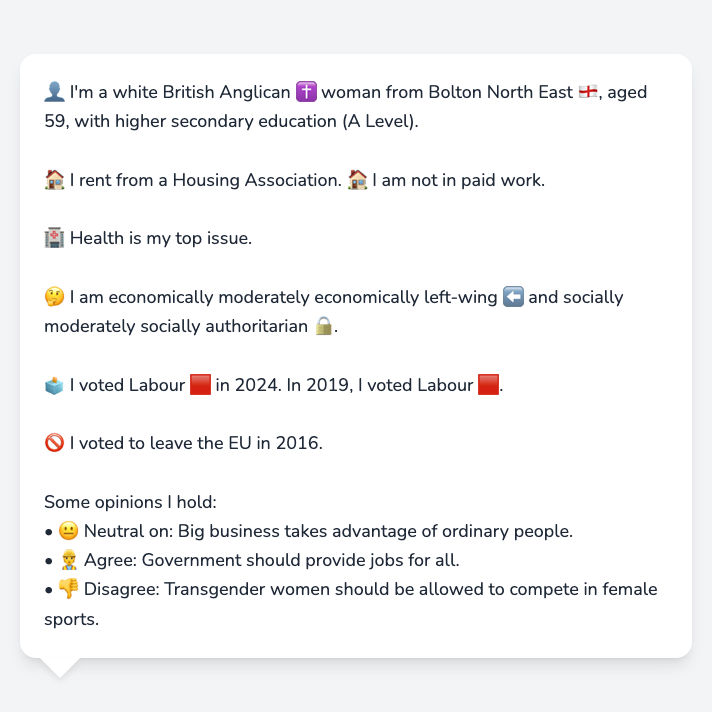 👤 I'm a white British Anglican ✝️ woman from Bolton North East 🏴󠁧󠁢󠁥󠁮󠁧󠁿, aged
59, with higher secondary education (A Level).
🏠 I rent from a Housing Association. 🏠 I am not in paid work.
🏥 Health is my top issue.
🤔 I am economically moderately economically left-wing ⬅️ and socially
moderately socially authoritarian 🔒.
🗳️ I voted Labour 🟥 in 2024. In 2019, I voted Labour 🟥.
🚫 I voted to leave the EU in 2016.
Some opinions I hold:
• 😐 Neutral on: Big business takes advantage of ordinary people.
• 👷 Agree: Government should provide jobs for all.
• 👎 Disagree: Transgender women should be allowed to compete in female
sports.